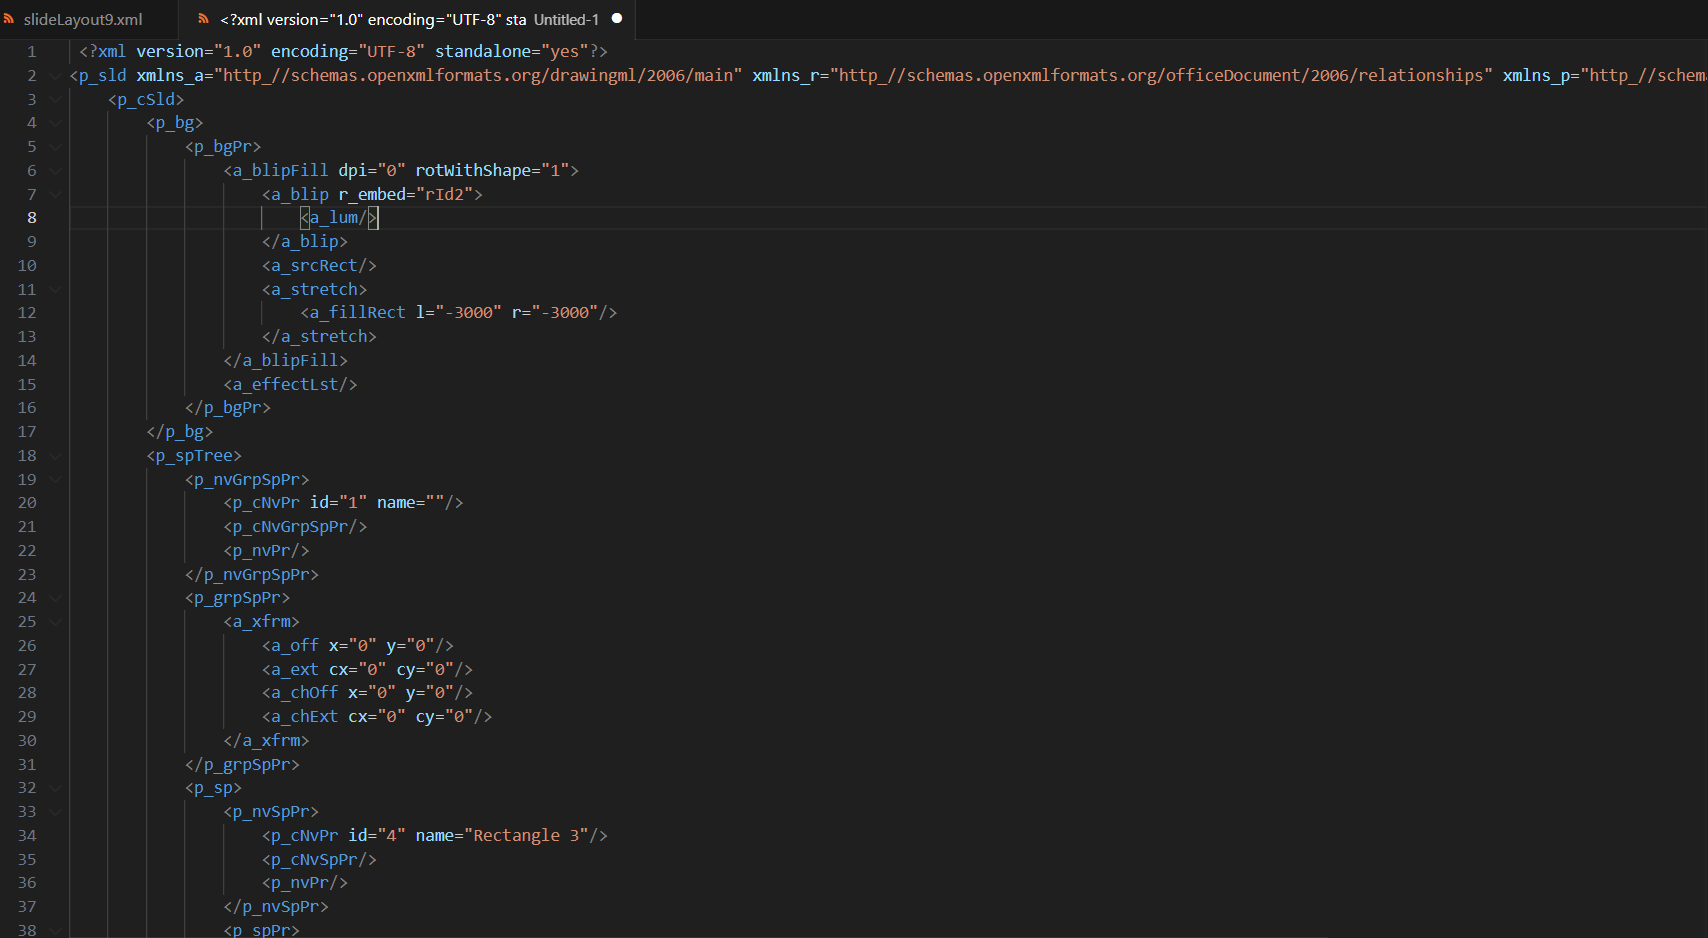 slideLayout9.xml
<?xml version="1.0" encoding="UTF-8" sta Untitled-1
1 <?xml version="1.0" encoding="UTF-8" standalone="yes"?>
2 <p_sld xmlns_a="http_//schemas.openxmlformats.org/drawingml/2006/main" xmlns_r="http_//schemas.openxmlformats.org/officeDocument/2006/relationships" xmlns_p="http_//schem
3 <p_cSld>
4 <p_bg>
5 <p_bgPr>
6 <a_blipFill dpi="0" rotWithShape="1">
7 <a_blip r_embed="rId2">
8 <a_lum/>
9 </a_blip>
10 <a_srcRect/>
11 <a_stretch>
12 <a_fillRect l="-3000" r="-3000"/>
13 </a_stretch>
14 </a_blipFill>
15 <a_effectLst/>
16 </p_bgPr>
17 </p_bg>
18 <p_spTree>
19 <p_nvGrpSpPr>
20 <p_cNvPr id="1" name=""/>
21 <p_cNvGrpSpPr/>
22 <p_nvPr/>
23 </p_nvGrpSpPr>
24 <p_grpSpPr>
25 <a_xfrm>
26 <a_off x="0" y="0"/>
27 <a_ext cx="0" cy="0"/>
28 <a_chOff x="0" y="0"/>
29 <a_chExt cx="0" cy="0"/>
30 </a_xfrm>
31 </p_grpSpPr>
32 <p_sp>
33 <p_nvSpPr>
34 <p_cNvPr id="4" name="Rectangle 3"/>
35 <p_cNvSpPr/>
36 <p_nvPr/>
37 </p_nvSpPr>
38 <p_spPr>